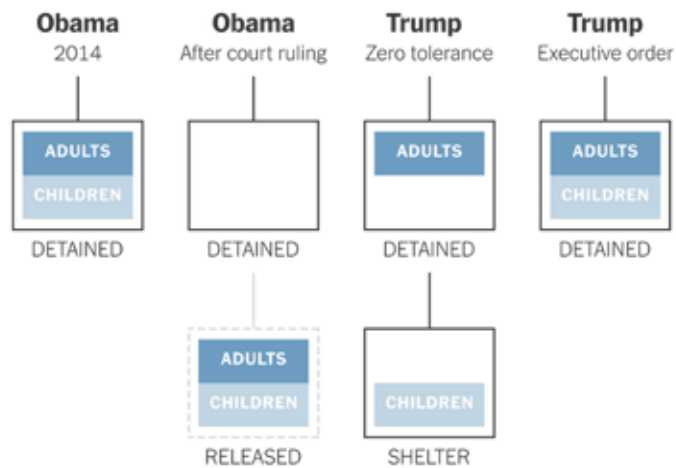 Obama
2014
Obama
After court ruling
Trump
Zero tolerance
Trump
Executive order
ADULTS
CHILDREN
DETAINED
DETAINED
ADULTS
DETAINED
ADULTS
CHILDREN
DETAINED
ADULTS
CHILDREN
RELEASED
CHILDREN
SHELTER